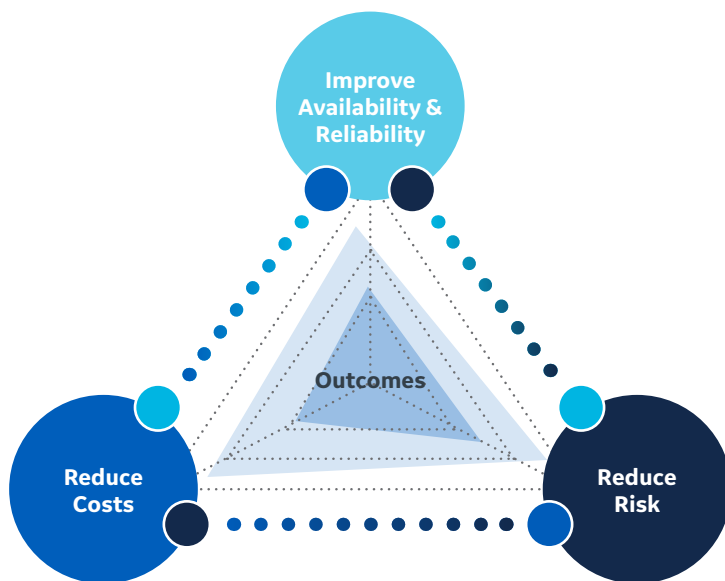 Improve
Availability &
Reliability
Outcomes
Reduce
Costs
Reduce
Risk